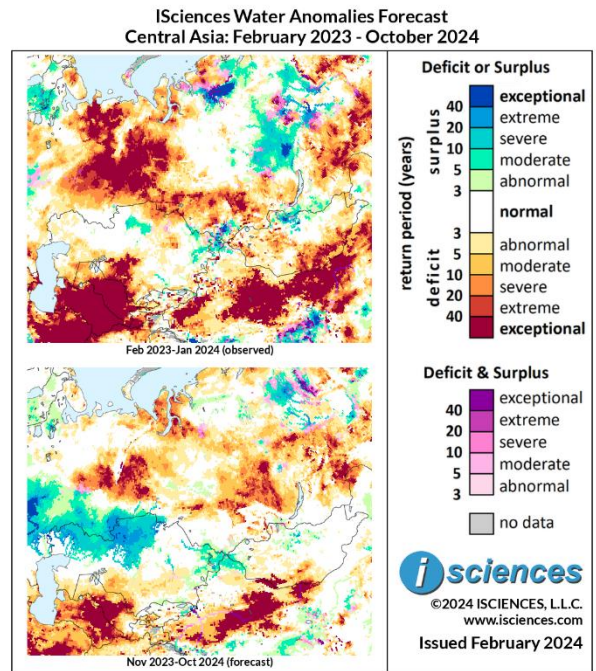 ISciences Water Anomalies Forecast
Central Asia: February 2023 - October 2024
Feb 2023-Jan 2024 (observed)
Nov 2023-Oct 2024 (forecast)
Deficit or Surplus
return period (years)
surplus
deficit
40 exceptional
20 extreme
10 severe
5 moderate
3 abnormal
normal
3 abnormal
5 moderate
10 severe
20 extreme
40 exceptional
Deficit & Surplus
40 exceptional
20 extreme
10 severe
5 moderate
3 abnormal
no data
i sciences
©2024 ISCIENCES, L.L.C.
www.isciences.com
Issued February 2024